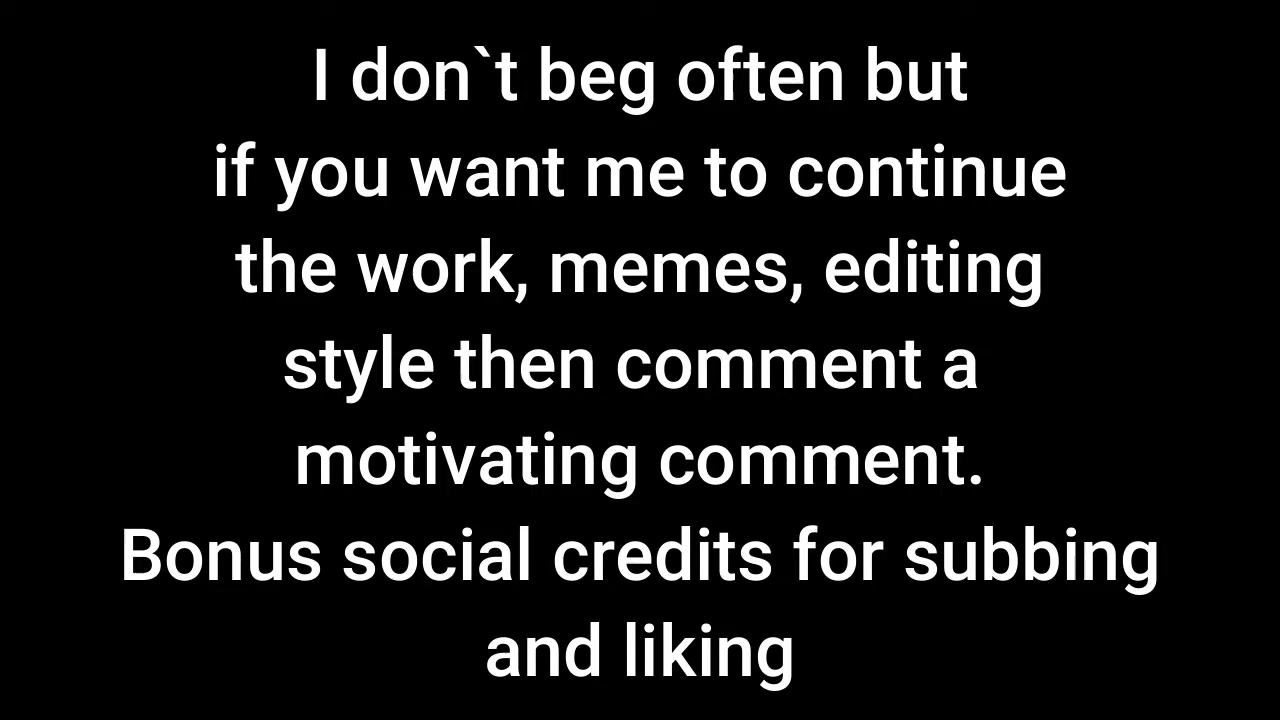 I don`t beg often but
if you want me to continue
the work, memes, editing
style then comment a
motivating comment.
Bonus social credits for subbing
and liking